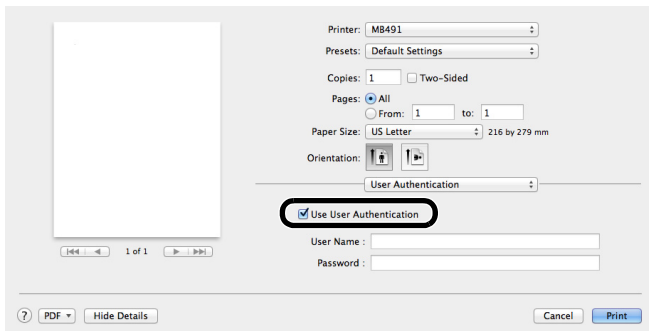 Printer: MB491
Presets: Default Settings
Copies: 1 Two-Sided
Pages: All
From: 1 to: 1
Paper Size: US Letter 216 by 279 mm
Orientation:
User Authentication
Use User Authentication
User Name :
Password :
1 of 1
? PDF Hide Details Cancel Print